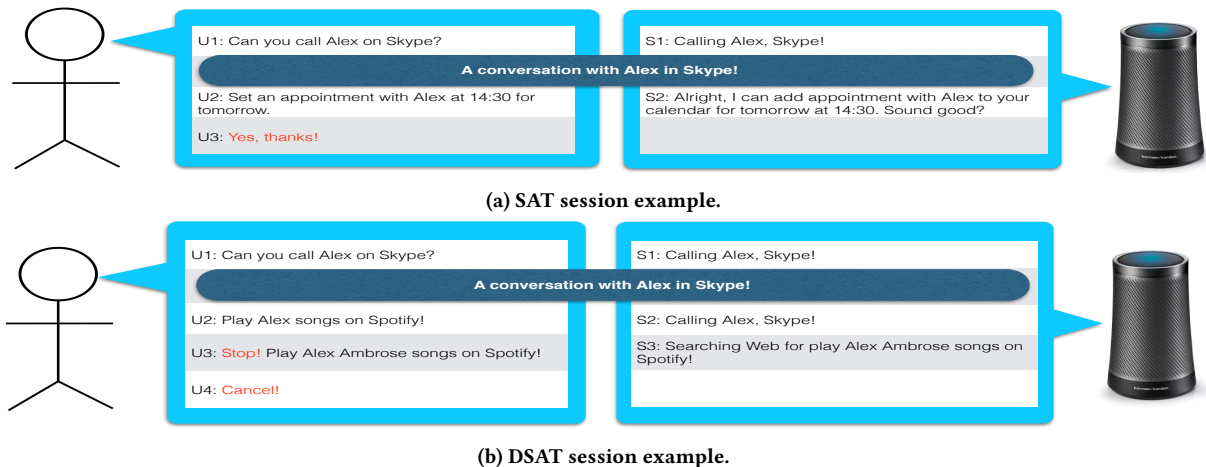 U1: Can you call Alex on Skype?
S1: Calling Alex, Skype!
A conversation with Alex in Skype!
U2: Set an appointment with Alex at 14:30 for
tomorrow.
S2: Alright, I can add appointment with Alex to your
calendar for tomorrow at 14:30. Sound good?
U3: Yes, thanks!
harman/kardon
(a) SAT session example.
U1: Can you call Alex on Skype?
S1: Calling Alex, Skype!
A conversation with Alex in Skype!
U2: Play Alex songs on Spotify!
S2: Calling Alex, Skype!
U3: Stop! Play Alex Ambrose songs on Spotify!
S3: Searching Web for play Alex Ambrose songs on
Spotify!
U4: Cancel!
harman/kardon
(b) DSAT session example.